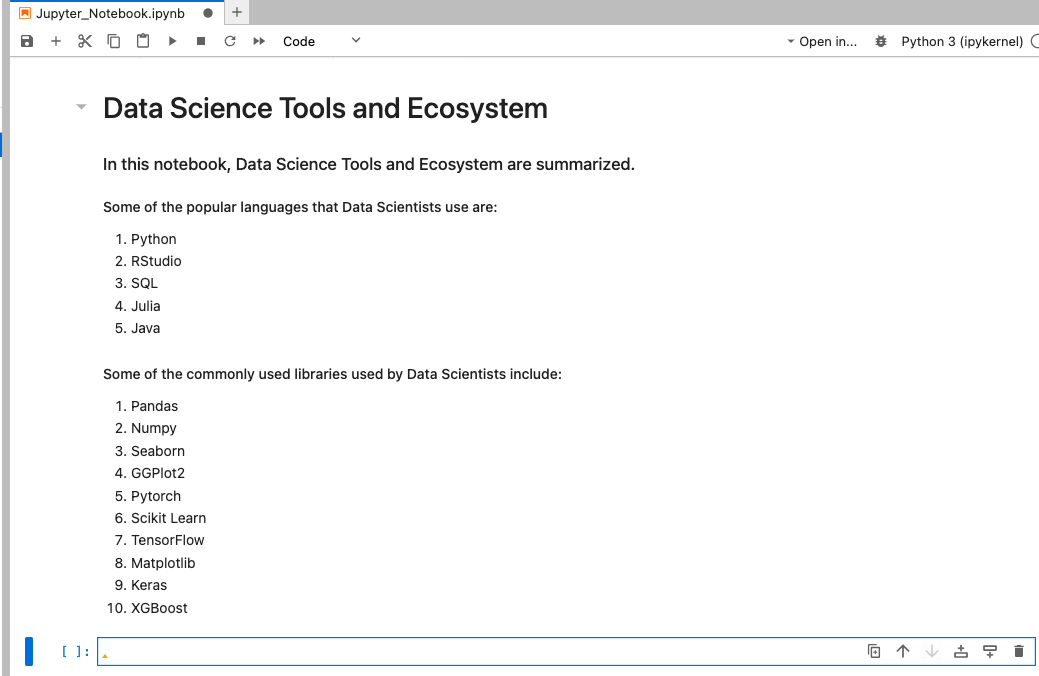 Jupyter_Notebook.ipynb
Code
Open in...
Python 3 (ipykernel)
Data Science Tools and Ecosystem
In this notebook, Data Science Tools and Ecosystem are summarized.
Some of the popular languages that Data Scientists use are:
1. Python
2. RStudio
3. SQL
4. Julia
5. Java
Some of the commonly used libraries used by Data Scientists include:
1. Pandas
2. Numpy
3. Seaborn
4. GGPlot2
5. Pytorch
6. Scikit Learn
7. TensorFlow
8. Matplotlib
9. Keras
10. XGBoost
[ ]: